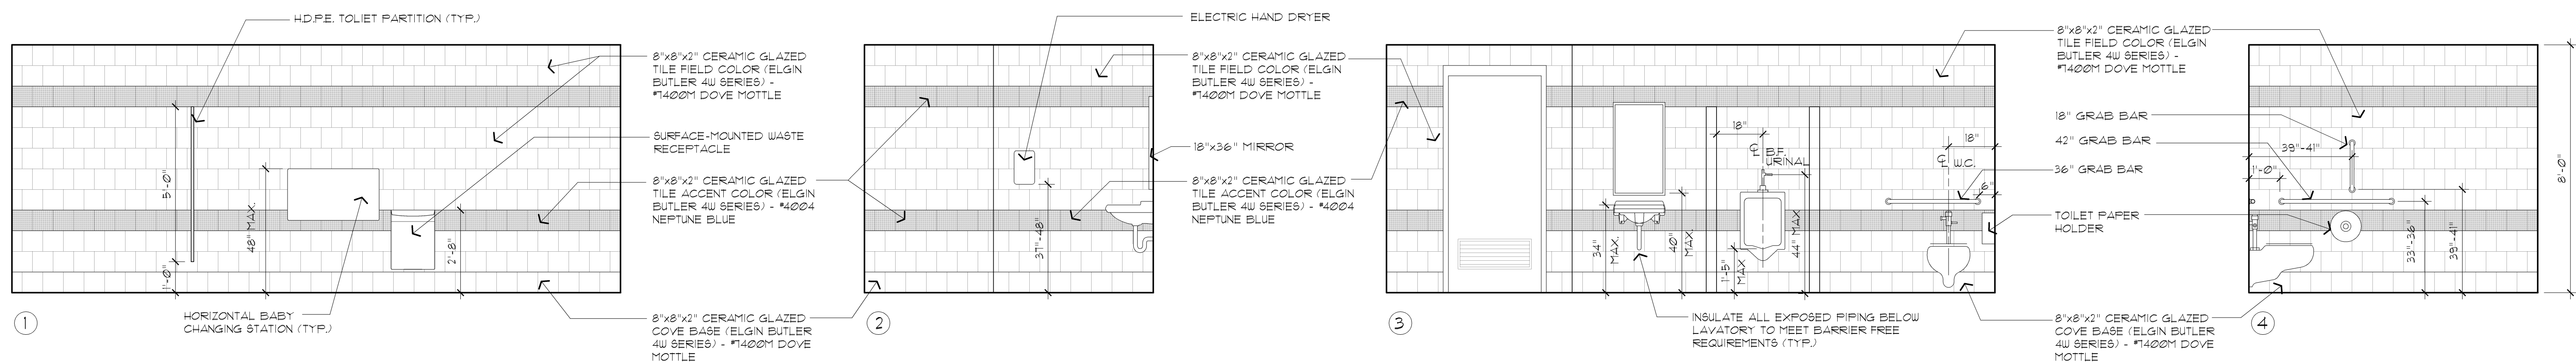 H.D.P.E. TOLIET PARTITION (TYP.)
8"x8"x2" CERAMIC GLAZED
TILE FIELD COLOR (ELGIN
BUTLER 4W SERIES) -
#1400M DOVE MOTTLE
SURFACE-MOUNTED WASTE
RECEPTACLE
8"x8"x2" CERAMIC GLAZED
TILE ACCENT COLOR (ELGIN
BUTLER 4W SERIES) - #4004
NEPTUNE BLUE
5'-0"
1'-0"
48" MAX.
2'-8"
HORIZONTAL BABY
CHANGING STATION (TYP.)
8"x8"x2" CERAMIC GLAZED
COVE BASE (ELGIN BUTLER
4W SERIES) - #1400M DOVE
MOTTLE
1
ELECTRIC HAND DRYER
8"x8"x2" CERAMIC GLAZED
TILE FIELD COLOR (ELGIN
BUTLER 4W SERIES) -
#1400M DOVE MOTTLE
18"x36" MIRROR
8"x8"x2" CERAMIC GLAZED
TILE ACCENT COLOR (ELGIN
BUTLER 4W SERIES) - #4004
NEPTUNE BLUE
37"-48"
2
18"
B.F.
URINAL
18"
W.C.
6"
34"
MAX.
40"
MAX.
1'-5"
MAX
44" MAX
INSULATE ALL EXPOSED PIPING BELOW
LAVATORY TO MEET BARRIER FREE
REQUIREMENTS (TYP.)
3
8"x8"x2" CERAMIC GLAZED
TILE FIELD COLOR (ELGIN
BUTLER 4W SERIES) -
#1400M DOVE MOTTLE
18" GRAB BAR
42" GRAB BAR
36" GRAB BAR
TOILET PAPER
HOLDER
8"x8"x2" CERAMIC GLAZED
COVE BASE (ELGIN BUTLER
4W SERIES) - #1400M DOVE
MOTTLE
39"-41"
1'-0"
33"-36"
39"-41"
8'-0"
4